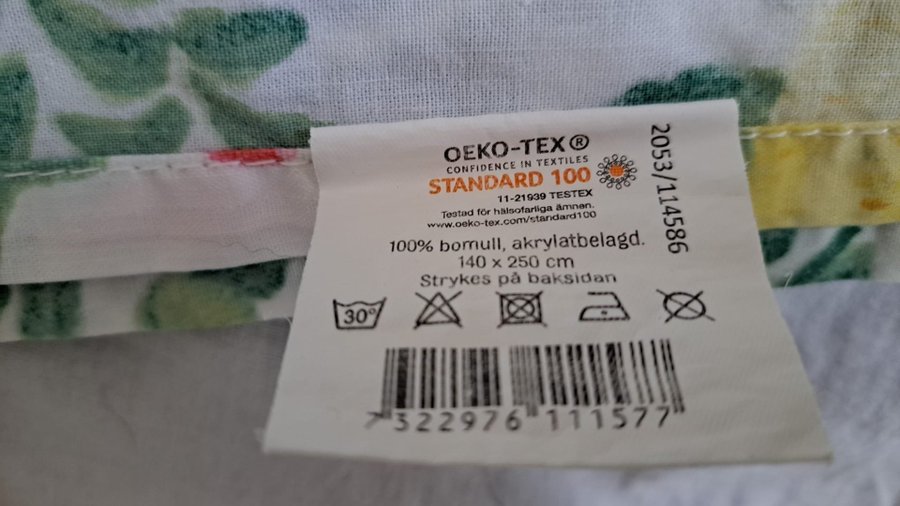 OEKO-TEX®
CONFIDENCE IN TEXTILES
STANDARD 100
11-21939 TESTEX
Testad för hälsofarliga ämnen.
www.oeko-tex.com/standard100
2053/114586
100% bomull, akrylatbelagd.
140 x 250 cm
Strykes på baksidan
30°
7 322976 111577